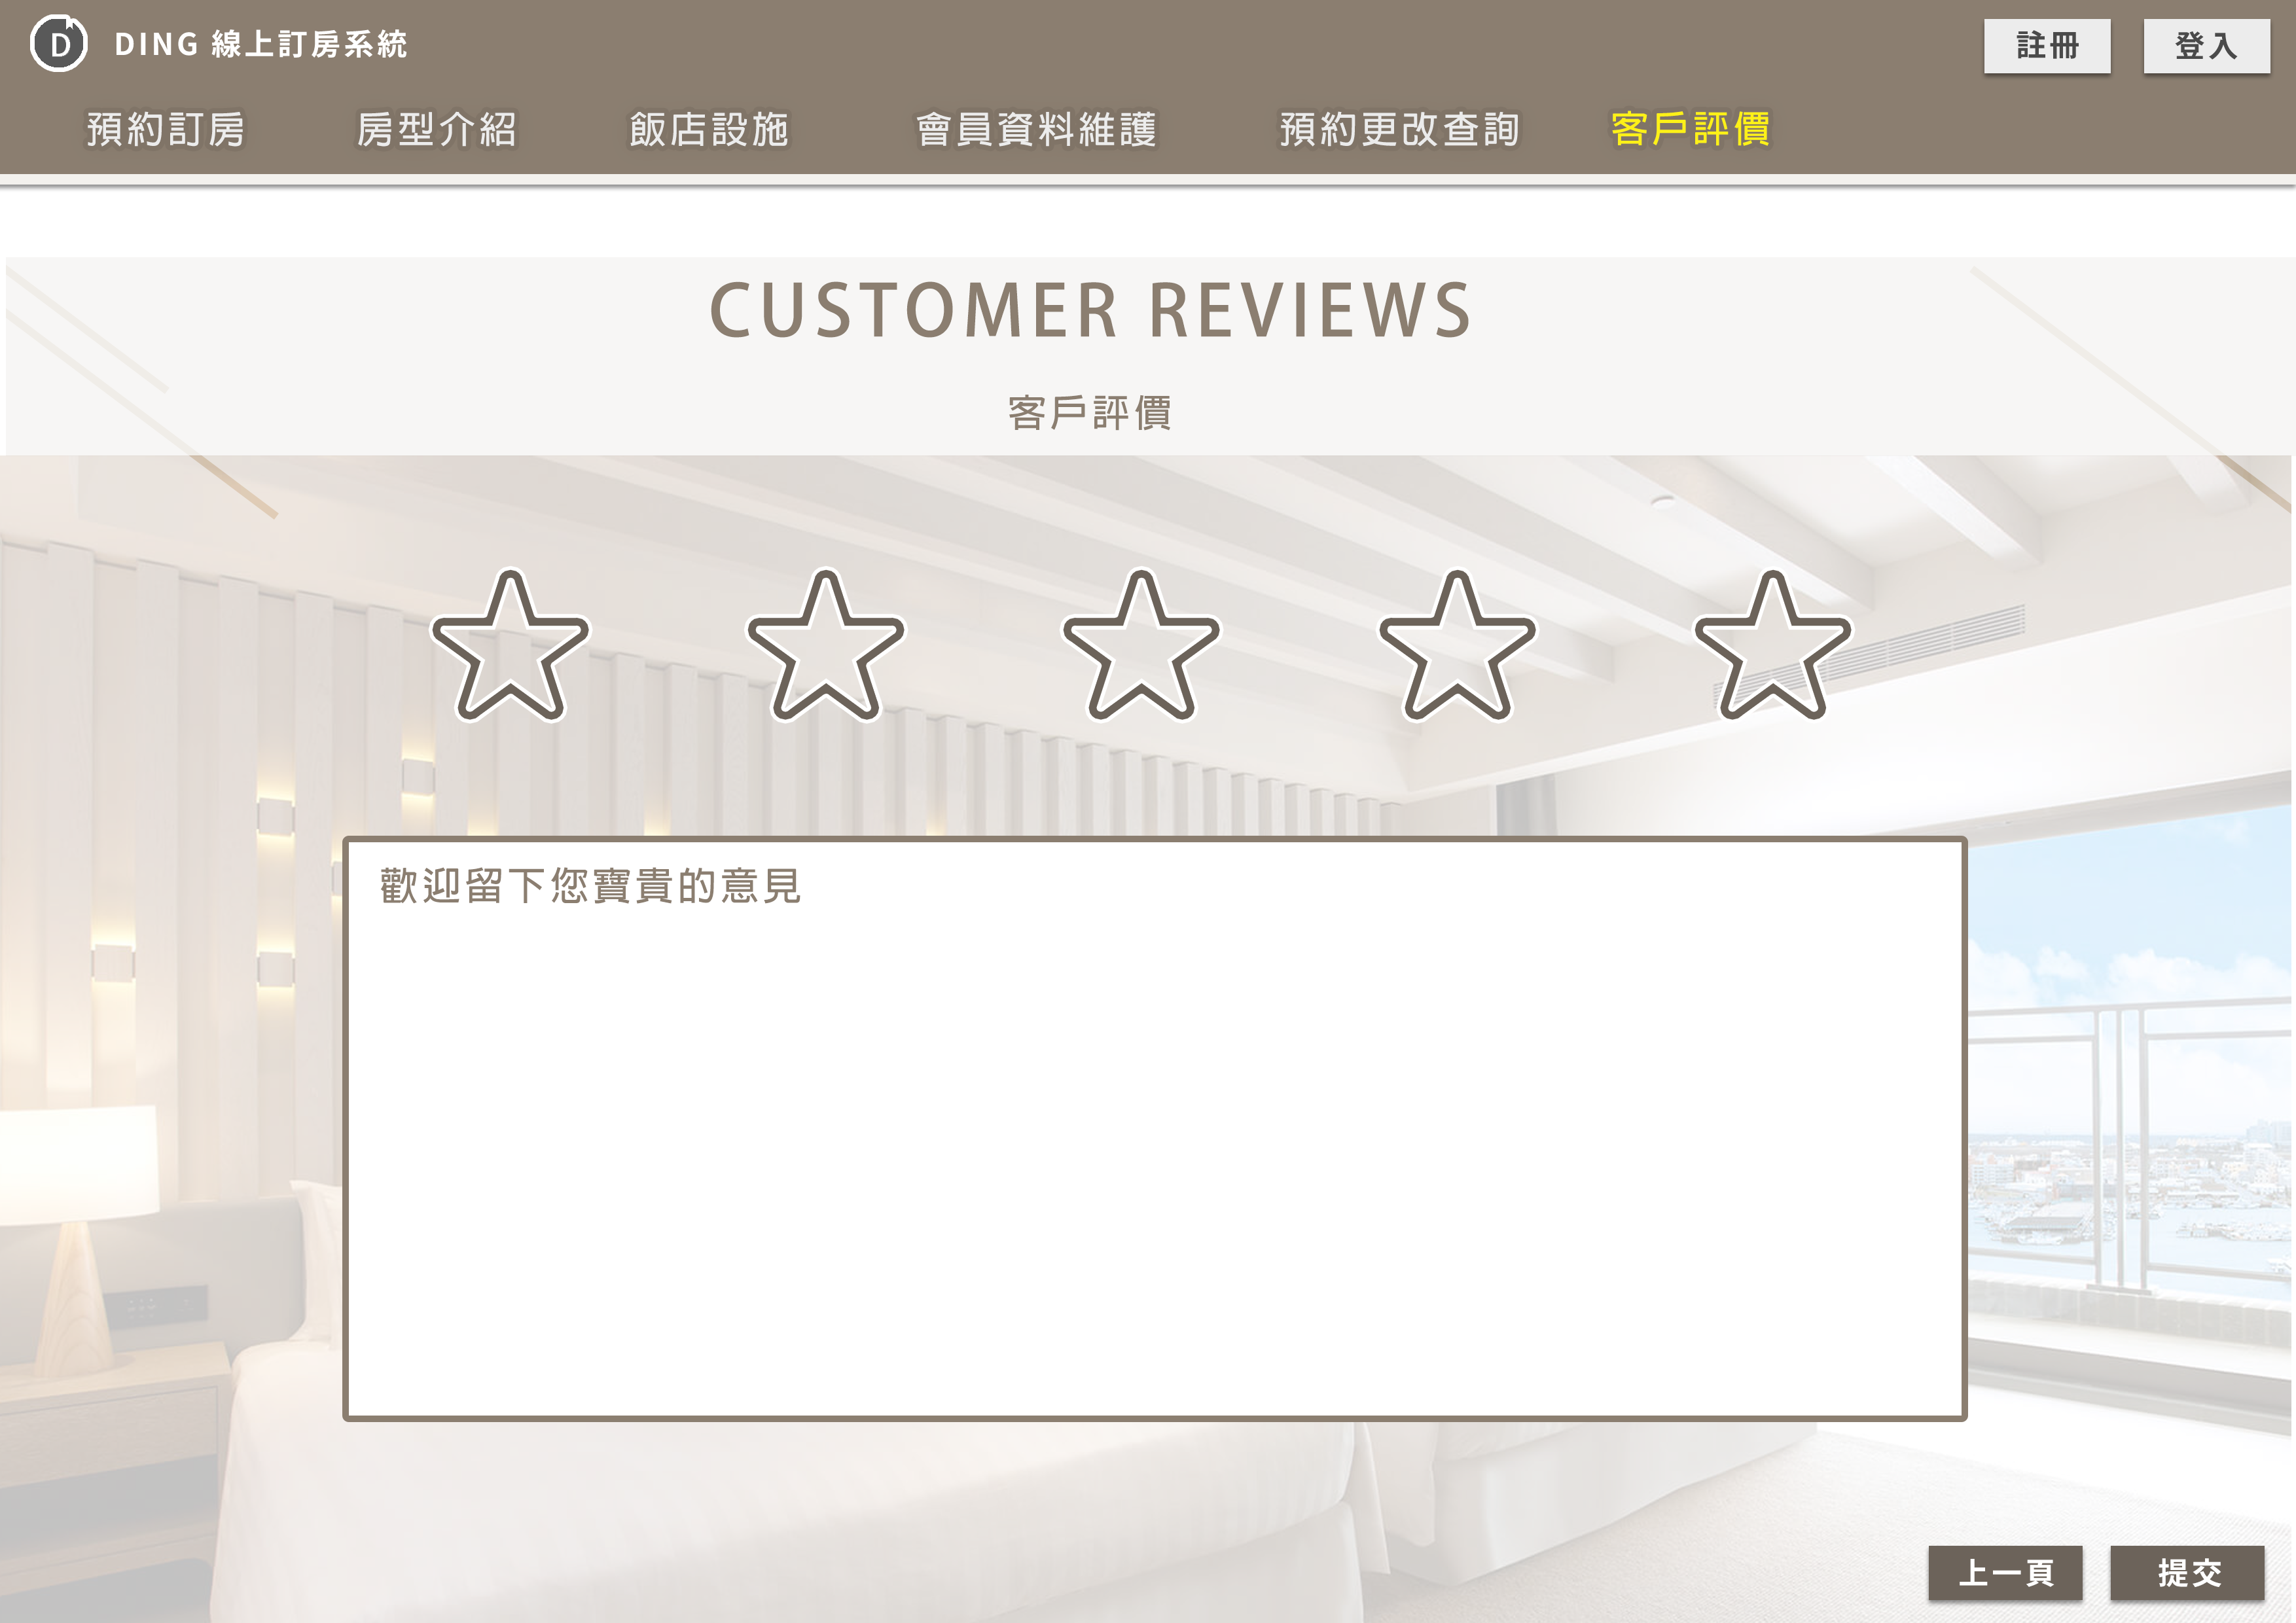 D
DING 線上訂房系統
註冊
登入
預約訂房
房型介紹
飯店設施
會員資料維護
預約更改查詢
客戶評價
CUSTOMER REVIEWS
客戶評價
歡迎留下您寶貴的意見
上一頁
提交